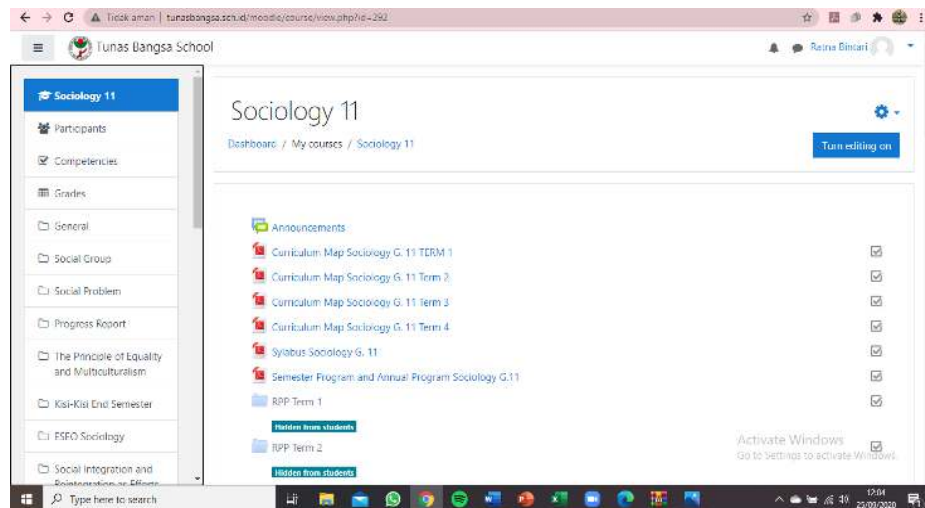 Tidak aman | tunasbangsa.sch.id/moodle/course/view.php?id=292
Tunas Bangsa School
Ratna Bintari
Sociology 11
Participants
Competencies
Grades
General
Social Group
Social Problem
Progress Report
The Principle of Equality
and Multiculturalism
Kisi-Kisi End Semester
Sociology
Social Integration and
Sociology 11
Dashboard / My courses / Sociology 11
Turn editing on
Announcements
Curriculum Map Sociology G. 11 TERM 1
Curriculum Map Sociology G. 11 Term 2
Curriculum Map Sociology G. 11 Term 3
Curriculum Map Sociology G. 11 Term 4
Sylabus Sociology G. 11
Semester Program and Annual Program Sociology G.11
RPP Term 1
Hidden from students
RPP Term 2
Hidden from students
Activate Windows
Go to Settings to activate Windows.
Type here to search
12:04